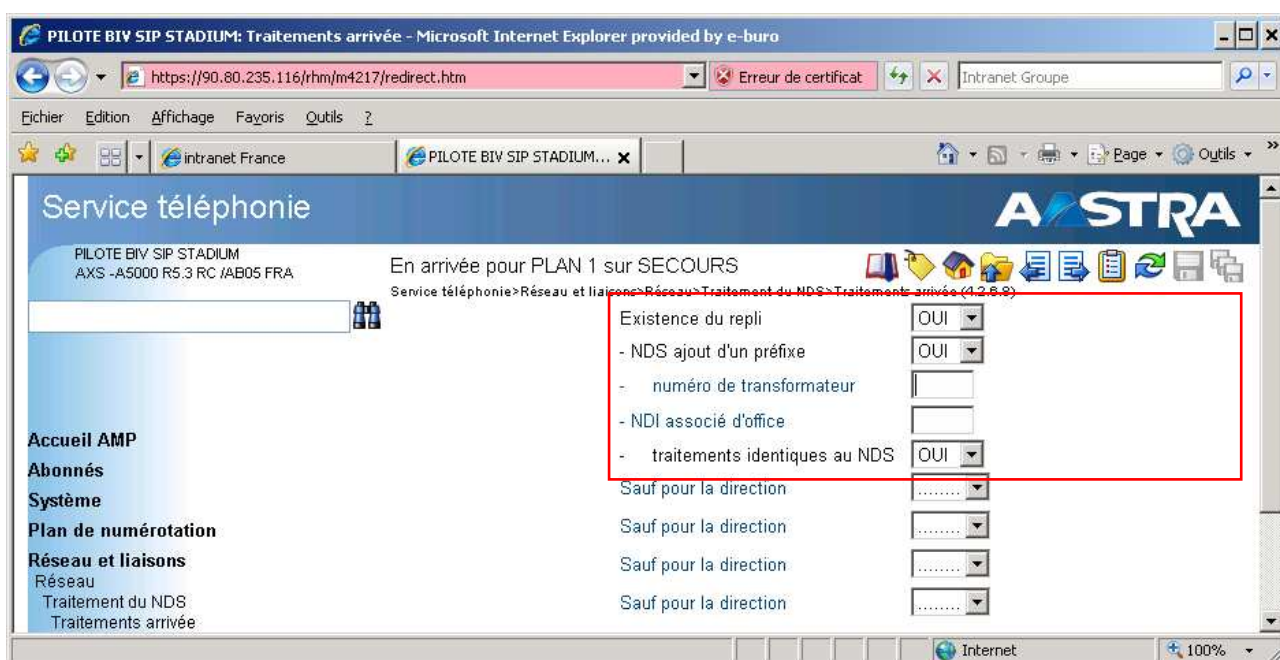 PILOTE BIV SIP STADIUM: Traitements arrivée - Microsoft Internet Explorer provided by e-buro
https://90.80.235.116/rhm/m4217/redirect.htm
Erreur de certificat
Intranet Groupe
Eichier Edition Affichage Favoris Outils ?
intranet France
PILOTE BIV SIP STADIUM...
Page
Outils
»
Service téléphonie
AASTRA
PILOTE BIV SIP STADIUM
AXS -A5000 R5.3 RC /AB05 FRA
En arrivée pour PLAN 1 sur SECOURS
Service téléphonie>Réseau et liaisons>Réseau>Traitement du NDS>Traitements arrivée (4.2.6.8)
Existence du repli OUI
- NDS ajout d'un préfixe OUI
- numéro de transformateur
- NDI associé d'office
- traitements identiques au NDS OUI
Sauf pour la direction ........
Sauf pour la direction ........
Sauf pour la direction ........
Sauf pour la direction ........
Accueil AMP
Abonnés
Système
Plan de numérotation
Réseau et liaisons
Réseau
Traitement du NDS
Traitements arrivée
Internet
100%